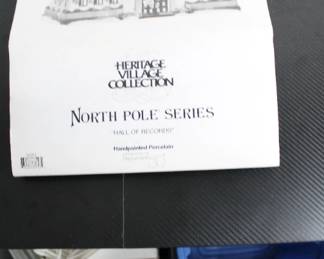 HERITAGE
VILLAGE
COLLECTION
NORTH POLE SERIES
"HALL OF RECORDS"
Handpainted Porcelain